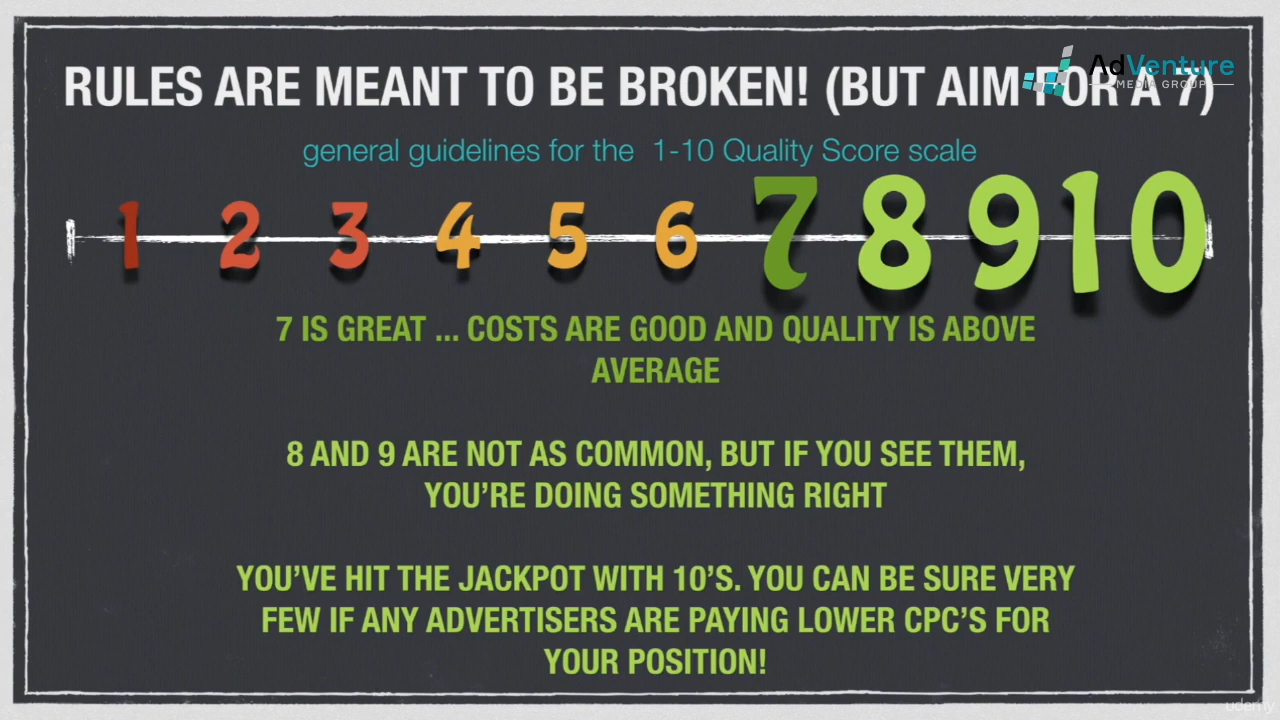 AdVenture
MEDIA GROUP
RULES ARE MEANT TO BE BROKEN! (BUT AIM FOR A 7)
general guidelines for the 1-10 Quality Score scale
1 2 3 4 5 6 7 8 9 10
7 IS GREAT ... COSTS ARE GOOD AND QUALITY IS ABOVE
AVERAGE
8 AND 9 ARE NOT AS COMMON, BUT IF YOU SEE THEM,
YOU'RE DOING SOMETHING RIGHT
YOU'VE HIT THE JACKPOT WITH 10'S. YOU CAN BE SURE VERY
FEW IF ANY ADVERTISERS ARE PAYING LOWER CPC'S FOR
YOUR POSITION!
udemy